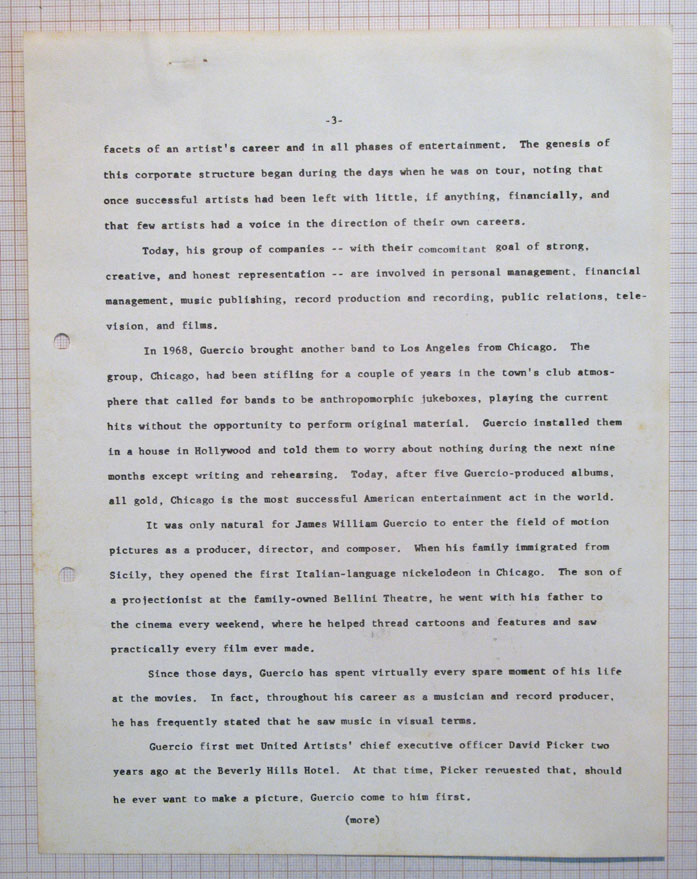 -3-
facets of an artist's career and in all phases of entertainment.  The genesis of
this corporate structure began during the days when he was on tour, noting that
once successful artists had been left with little, if anything, financially, and
that few artists had a voice in the direction of their own careers.
Today, his group of companies -- with their comcomitant goal of strong,
creative, and honest representation -- are involved in personal management, financial
management, music publishing, record production and recording, public relations, tele-
vision, and films.
In 1968, Guercio brought another band to Los Angeles from Chicago.  The
group, Chicago, had been stifling for a couple of years in the town's club atmos-
phere that called for bands to be anthropomorphic jukeboxes, playing the current
hits without the opportunity to perform original material.  Guercio installed them
in a house in Hollywood and told them to worry about nothing during the next nine
months except writing and rehearsing.  Today, after five Guercio-produced albums,
all gold, Chicago is the most successful American entertainment act in the world.
It was only natural for James William Guercio to enter the field of motion
pictures as a producer, director, and composer.  When his family immigrated from
Sicily, they opened the first Italian-language nickelodeon in Chicago.  The son of
a projectionist at the family-owned Bellini Theatre, he went with his father to
the cinema every weekend, where he helped thread cartoons and features and saw
practically every film ever made.
Since those days, Guercio has spent virtually every spare moment of his life
at the movies.  In fact, throughout his career as a musician and record producer,
he has frequently stated that he saw music in visual terms.
Guercio first met United Artists' chief executive officer David Picker two
years ago at the Beverly Hills Hotel.  At that time, Picker requested that, should
he ever want to make a picture, Guercio come to him first.
(more)